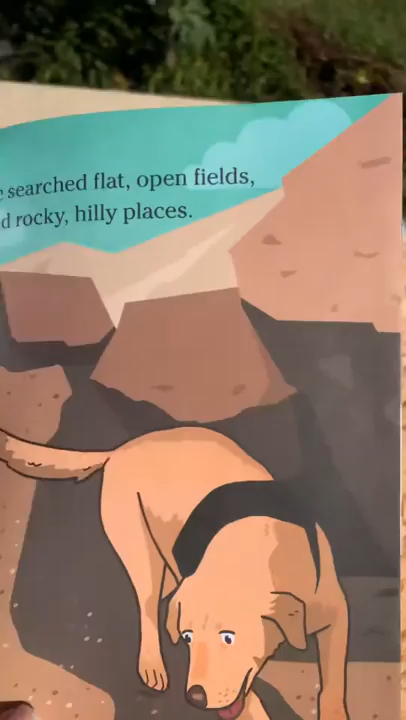 searched flat, open fields,
rocky, hilly places.